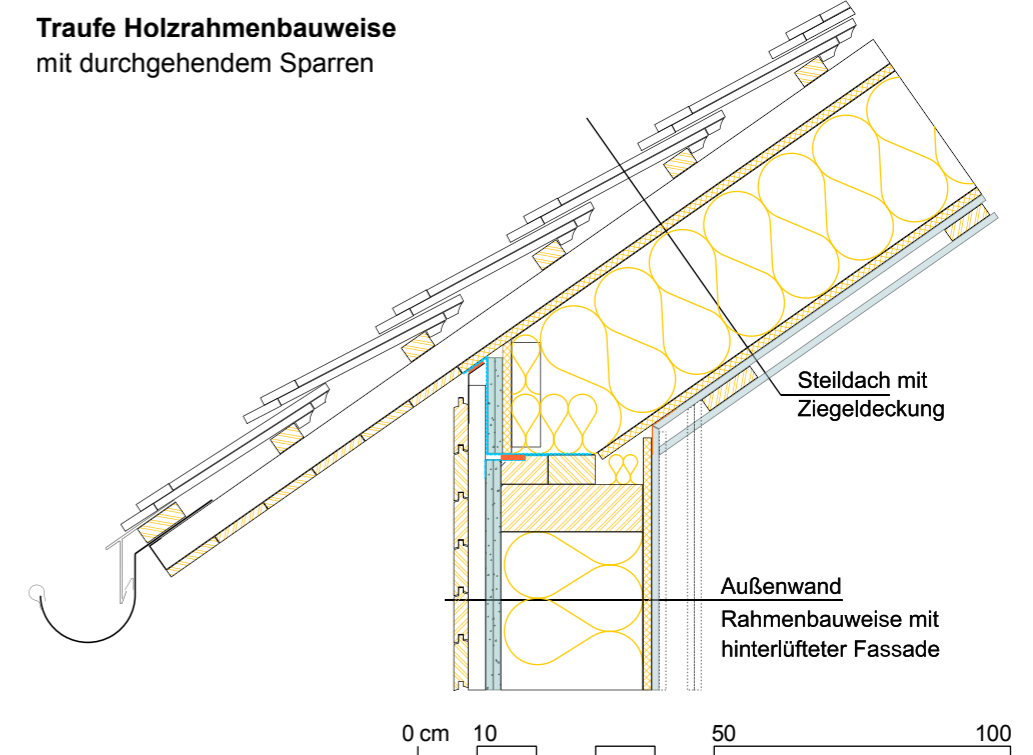 Traufe Holzrahmenbauweise
mit durchgehendem Sparren
Steildach mit
Ziegeldeckung
Außenwand
Rahmenbauweise mit
hinterlüfteter Fassade
0 cm 10 50 100